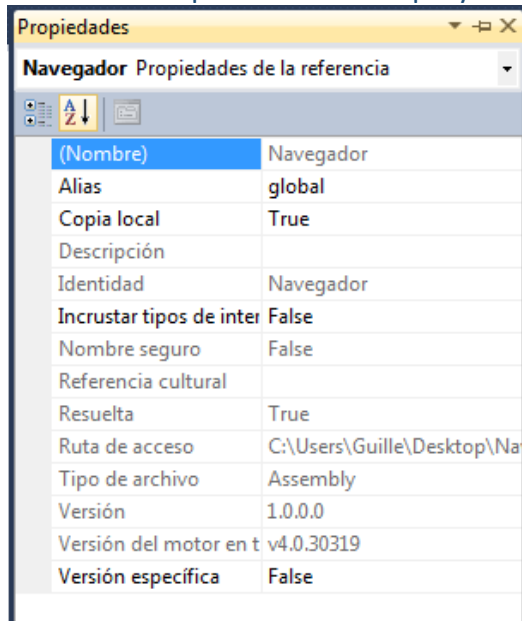 Propiedades
Navegador Propiedades de la referencia
(Nombre) Navegador
Alias global
Copia local True
Descripción
Identidad Navegador
Incrustar tipos de inter False
Nombre seguro False
Referencia cultural
Resuelta True
Ruta de acceso C:\Users\Guille\Desktop\Na
Tipo de archivo Assembly
Versión 1.0.0.0
Versión del motor en t v4.0.30319
Versión específica False